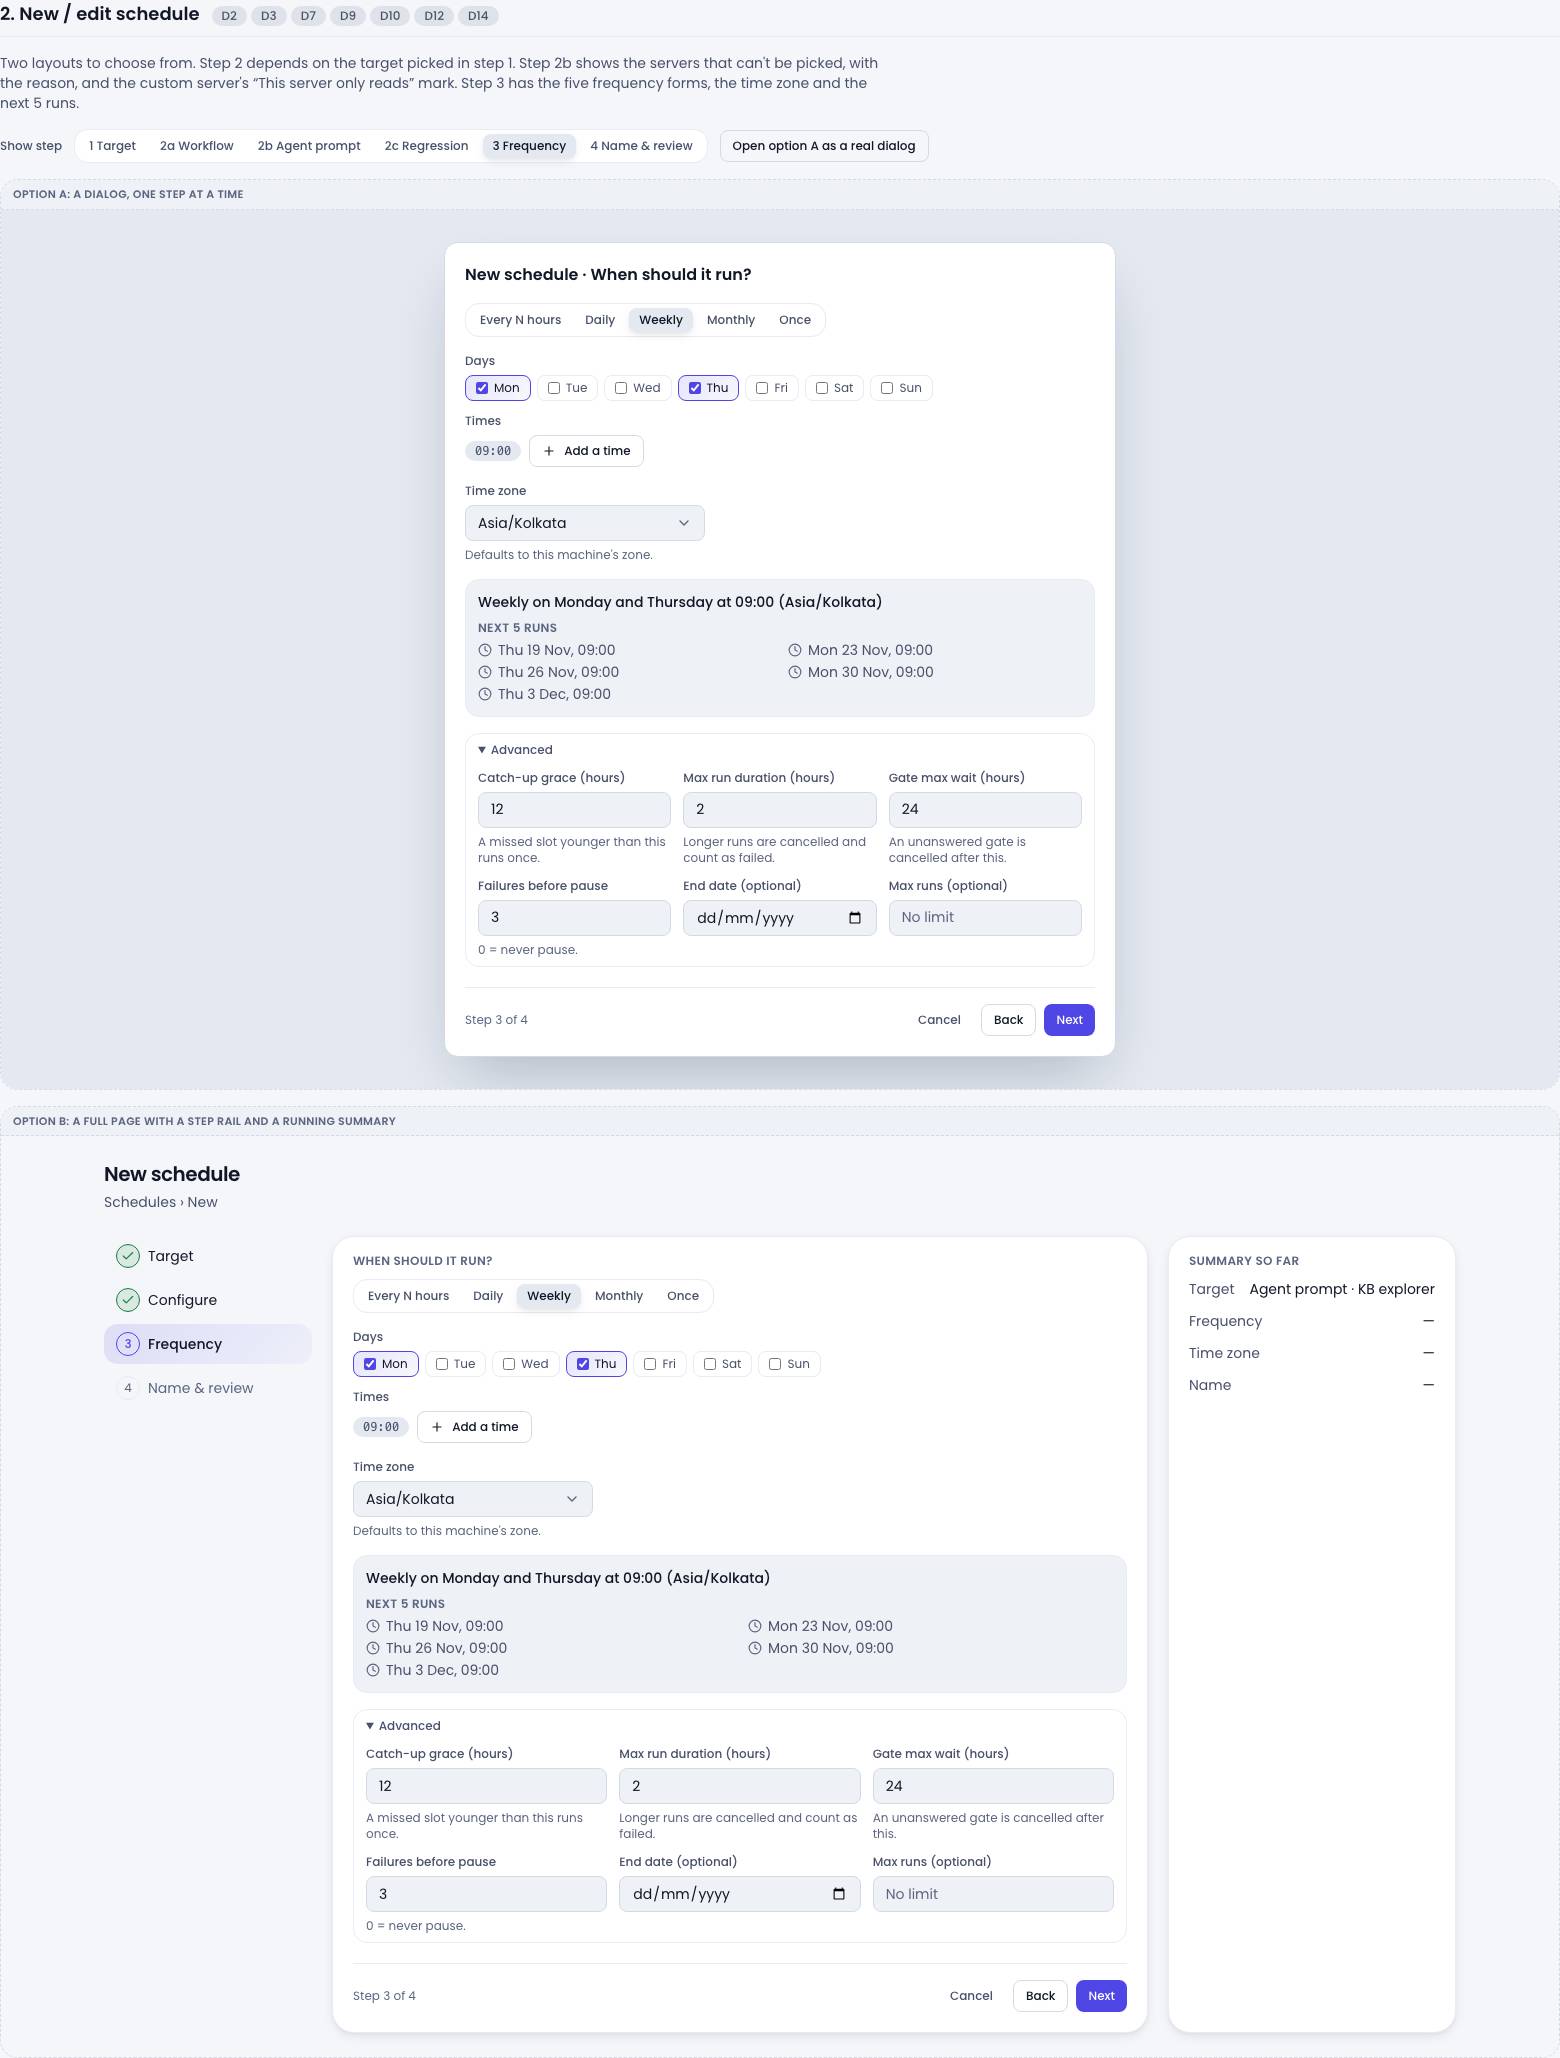 2. New / edit schedule D2 D3 D7 D9 D10 D12 D14
Two layouts to choose from. Step 2 depends on the target picked in step 1. Step 2b shows the servers that can't be picked, with
the reason, and the custom server's “This server only reads” mark. Step 3 has the five frequency forms, the time zone and the
next 5 runs.
Show step 1 Target 2a Workflow 2b Agent prompt 2c Regression 3 Frequency 4 Name & review Open option A as a real dialog
OPTION A: A DIALOG, ONE STEP AT A TIME
New schedule · When should it run?
Every N hours Daily Weekly Monthly Once
Days
Mon Tue Wed Thu Fri Sat Sun
Times
09:00 + Add a time
Time zone
Asia/Kolkata
Defaults to this machine's zone.
Weekly on Monday and Thursday at 09:00 (Asia/Kolkata)
NEXT 5 RUNS
Thu 19 Nov, 09:00 Mon 23 Nov, 09:00
Thu 26 Nov, 09:00 Mon 30 Nov, 09:00
Thu 3 Dec, 09:00
▼ Advanced
Catch-up grace (hours) Max run duration (hours) Gate max wait (hours)
12 2 24
A missed slot younger than this Longer runs are cancelled and An unanswered gate is
runs once. count as failed. cancelled after this.
Failures before pause End date (optional) Max runs (optional)
3 dd/mm/yyyy No limit
0 = never pause.
Step 3 of 4 Cancel Back Next
OPTION B: A FULL PAGE WITH A STEP RAIL AND A RUNNING SUMMARY
New schedule
Schedules › New
Target
Configure
3 Frequency
4 Name & review
WHEN SHOULD IT RUN?
Every N hours Daily Weekly Monthly Once
Days
Mon Tue Wed Thu Fri Sat Sun
Times
09:00 + Add a time
Time zone
Asia/Kolkata
Defaults to this machine's zone.
Weekly on Monday and Thursday at 09:00 (Asia/Kolkata)
NEXT 5 RUNS
Thu 19 Nov, 09:00 Mon 23 Nov, 09:00
Thu 26 Nov, 09:00 Mon 30 Nov, 09:00
Thu 3 Dec, 09:00
▼ Advanced
Catch-up grace (hours) Max run duration (hours) Gate max wait (hours)
12 2 24
A missed slot younger than this runs Longer runs are cancelled and count as An unanswered gate is cancelled after
once. failed. this.
Failures before pause End date (optional) Max runs (optional)
3 dd/mm/yyyy No limit
0 = never pause.
Step 3 of 4 Cancel Back Next
SUMMARY SO FAR
Target Agent prompt · KB explorer
Frequency —
Time zone —
Name —